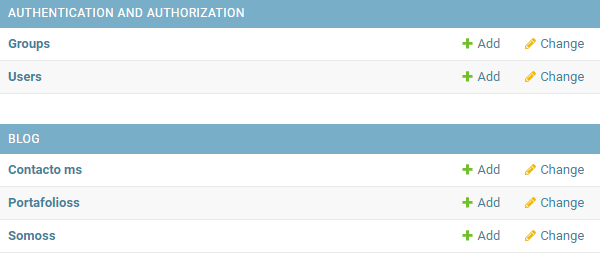 AUTHENTICATION AND AUTHORIZATION
Groups Add Change
Users Add Change
BLOG
Contacto ms Add Change
Portafolioss Add Change
Somoss Add Change